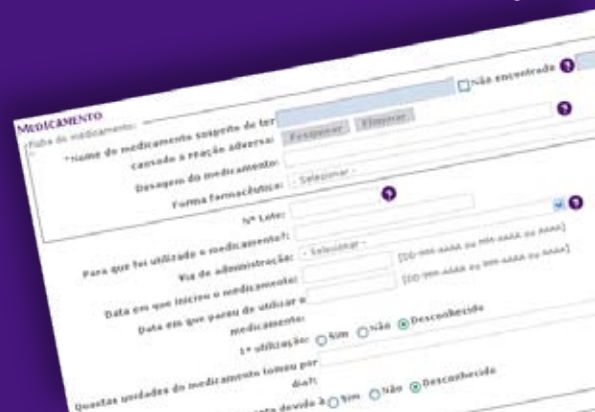 MEDICAMENTO
Ficha do medicamento:
*Nome do medicamento suspeito de ter
causado a reação adversa:
Não encontrado ?
Pesquisar Eliminar
Dosagem do medicamento: ?
Forma farmacêutica: - Selecionar -
Nº Lote: ?
Para que foi utilizado o medicamento?:
Via de administração: - Selecionar - ?
Data em que iniciou o medicamento: [DD-MM-AAAA ou MM-AAAA ou AAAA]
Data em que parou de utilizar o
medicamento: [DD-MM-AAAA ou MM-AAAA ou AAAA]
1ª utilização: Sim Não Desconhecido
Quantas unidades do medicamento tomou por
dia?:
devido à Sim Não Desconhecido